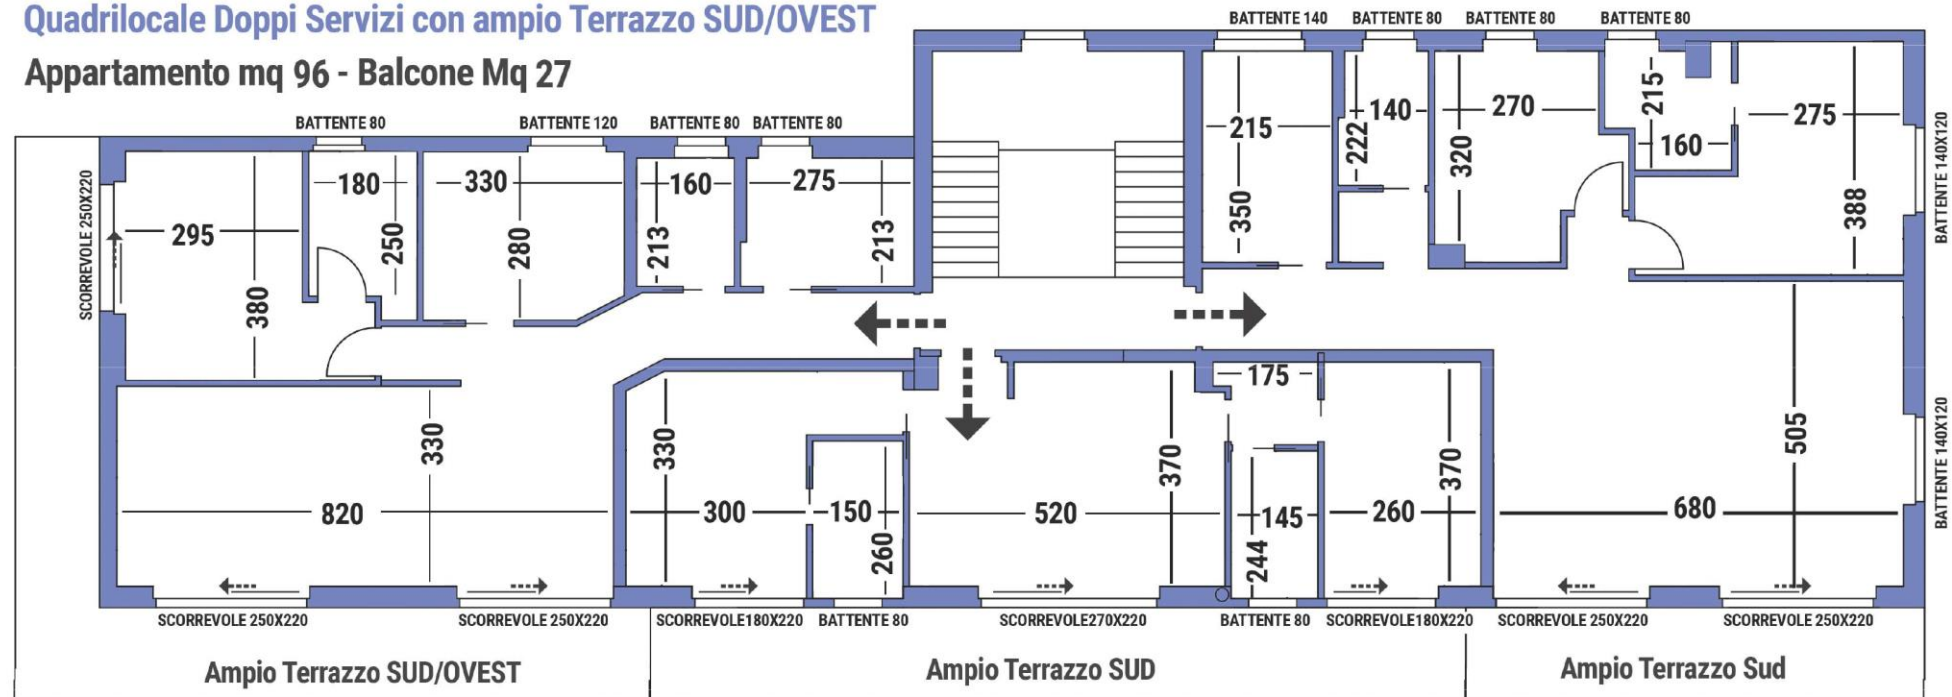 Quadrilocale Doppi Servizi con ampio Terrazzo SUD/OVEST
Appartamento mq 96 - Balcone Mq 27
BATTENTE 140
BATTENTE 80
BATTENTE 80
BATTENTE 80
BATTENTE 80
BATTENTE 120
BATTENTE 80
BATTENTE 80
SCORREVOLE 250X220
295
380
180
250
330
280
160
213
275
213
215
350
140
222
270
320
215
160
275
388
BATTENTE 140X120
820
330
330
300
150
260
520
370
175
145
244
260
370
680
505
BATTENTE 140X120
SCORREVOLE 250X220
SCORREVOLE 250X220
SCORREVOLE180X220
BATTENTE 80
SCORREVOLE270X220
BATTENTE 80
SCORREVOLE180X220
SCORREVOLE 250X220
SCORREVOLE 250X220
Ampio Terrazzo SUD/OVEST
Ampio Terrazzo SUD
Ampio Terrazzo Sud